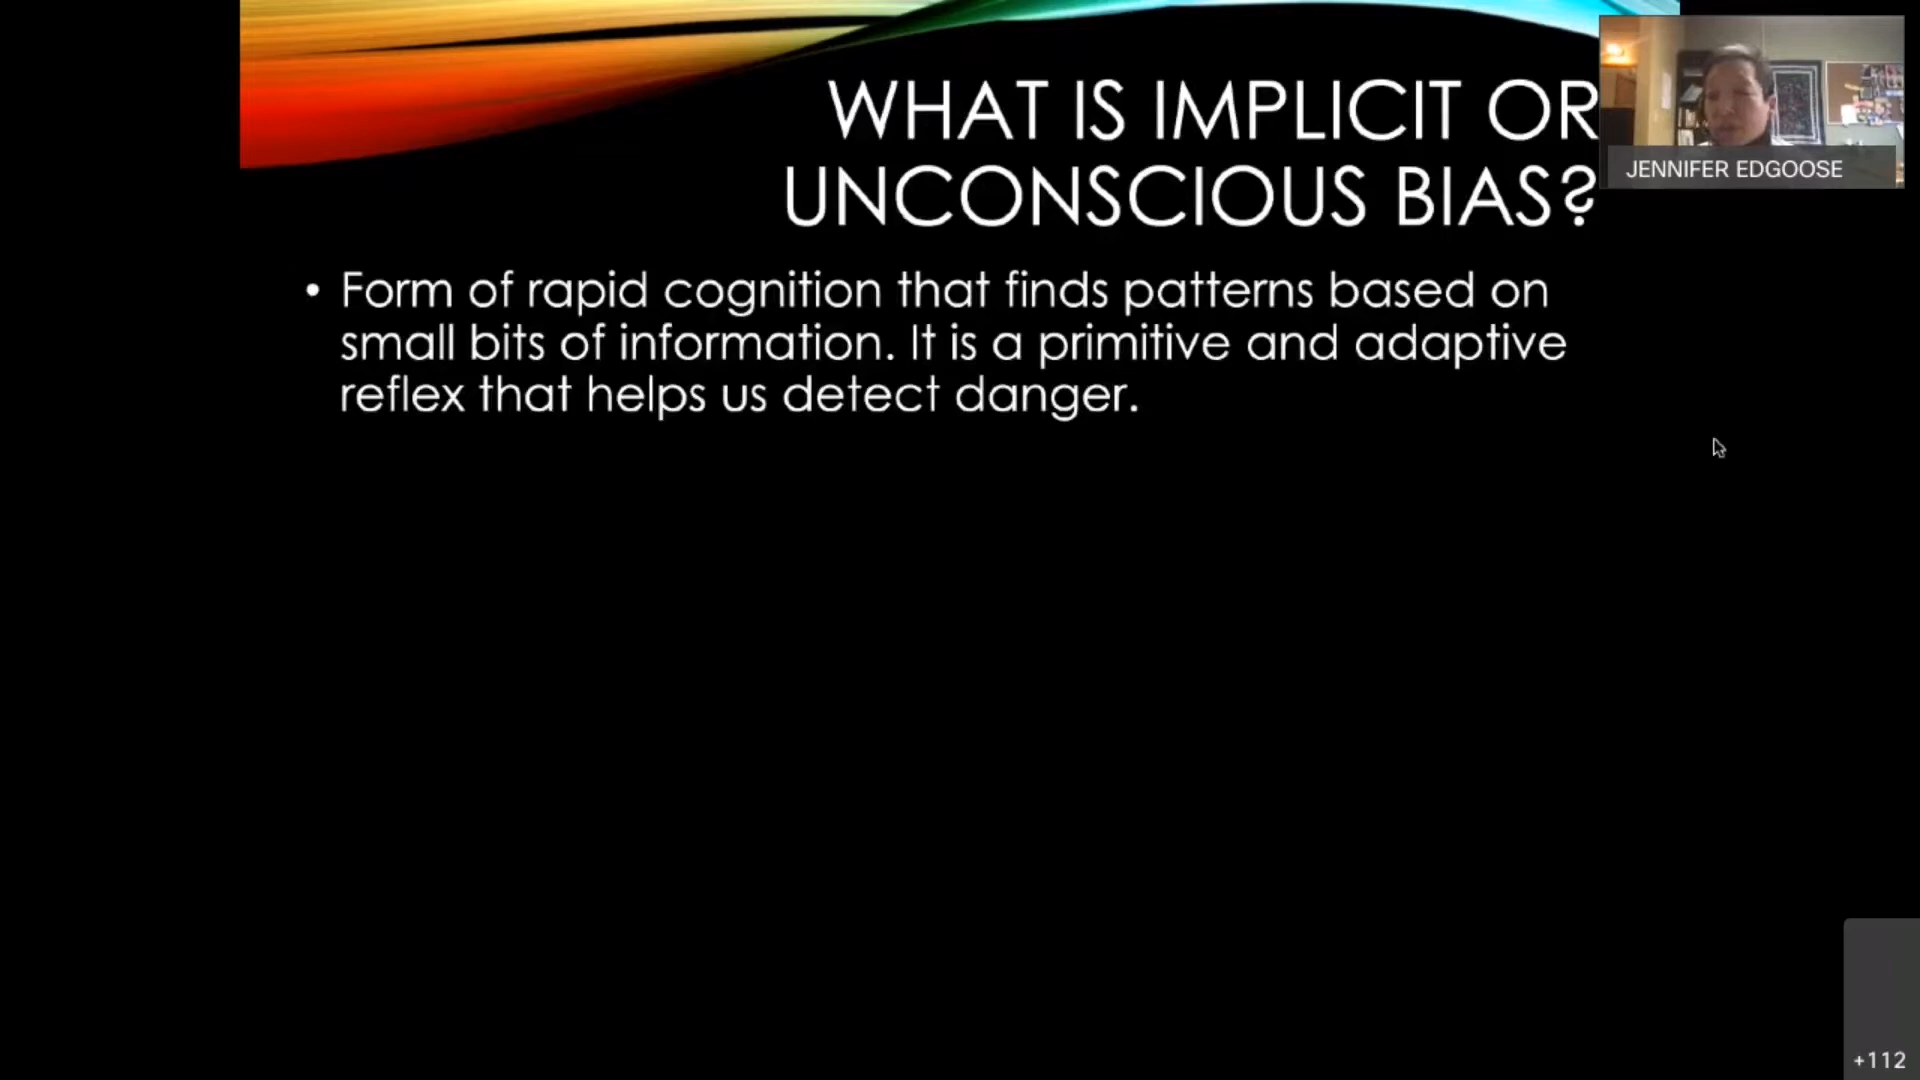 WHAT IS IMPLICIT OR
UNCONSCIOUS BIAS?
JENNIFER EDGOOSE
• Form of rapid cognition that finds patterns based on
small bits of information. It is a primitive and adaptive
reflex that helps us detect danger.
+112